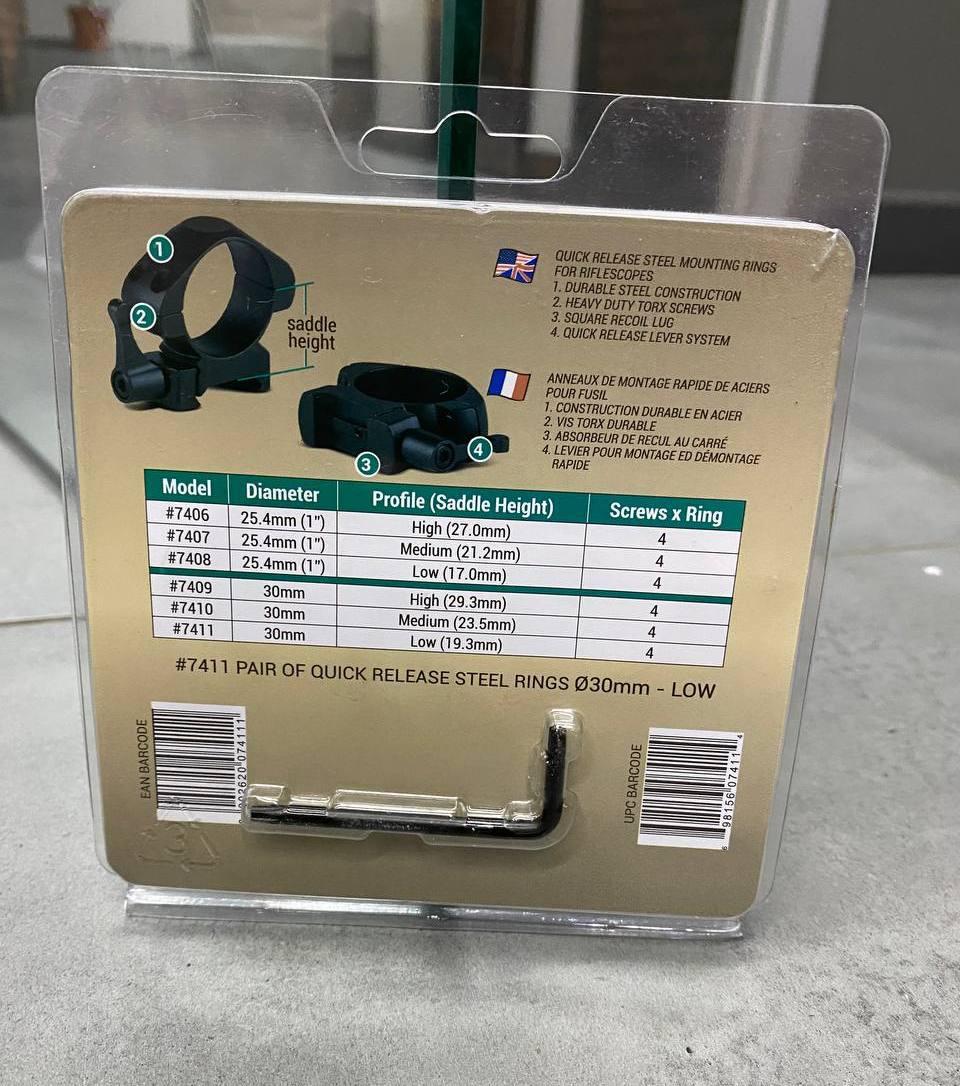 1
2
saddle
height
3
4
QUICK RELEASE STEEL MOUNTING RINGS
FOR RIFLESCOPES
1. DURABLE STEEL CONSTRUCTION
2. HEAVY DUTY TORX SCREWS
3. SQUARE RECOIL LUG
4. QUICK RELEASE LEVER SYSTEM
ANNEAUX DE MONTAGE RAPIDE DE ACIERS
POUR FUSIL
1. CONSTRUCTION DURABLE EN ACIER
2. VIS TORX DURABLE
3. ABSORBEUR DE RECUL AU CARRÉ
4. LEVIER POUR MONTAGE ED DÉMONTAGE
RAPIDE
Model Diameter Profile (Saddle Height) Screws x Ring
#7406 25.4mm (1") High (27.0mm) 4
#7407 25.4mm (1") Medium (21.2mm) 4
#7408 25.4mm (1") Low (17.0mm) 4
#7409 30mm High (29.3mm) 4
#7410 30mm Medium (23.5mm) 4
#7411 30mm Low (19.3mm) 4
#7411 PAIR OF QUICK RELEASE STEEL RINGS Ø30mm - LOW
EAN BARCODE
UPC BARCODE
6 98156 07411 4
3